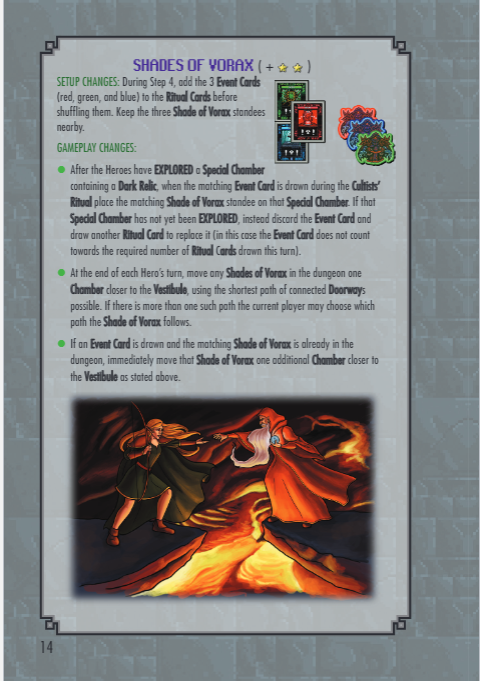 SHADES OF VORAX ( + )
SETUP CHANGES: During Step 4, add the 3 Event Cards
(red, green, and blue) to the Ritual Cards before
shuffling them. Keep the three Shade of Vorax standees
nearby.
GAMEPLAY CHANGES:
● After the Heroes have EXPLORED a Special Chamber
containing a Dark Relic, when the matching Event Card is drawn during the Cultists'
Ritual place the matching Shade of Vorax standee on that Special Chamber. If that
Special Chamber has not yet been EXPLORED, instead discard the Event Card and
draw another Ritual Card to replace it (in this case the Event Card does not count
towards the required number of Ritual Cards drawn this turn).
● At the end of each Hero's turn, move any Shades of Vorax in the dungeon one
Chamber closer to the Vestibule, using the shortest path of connected Doorways
possible. If there is more than one such path the current player may choose which
path the Shade of Vorax follows.
● If an Event Card is drawn and the matching Shade of Vorax is already in the
dungeon, immediately move that Shade of Vorax one additional Chamber closer to
the Vestibule as stated above.
14